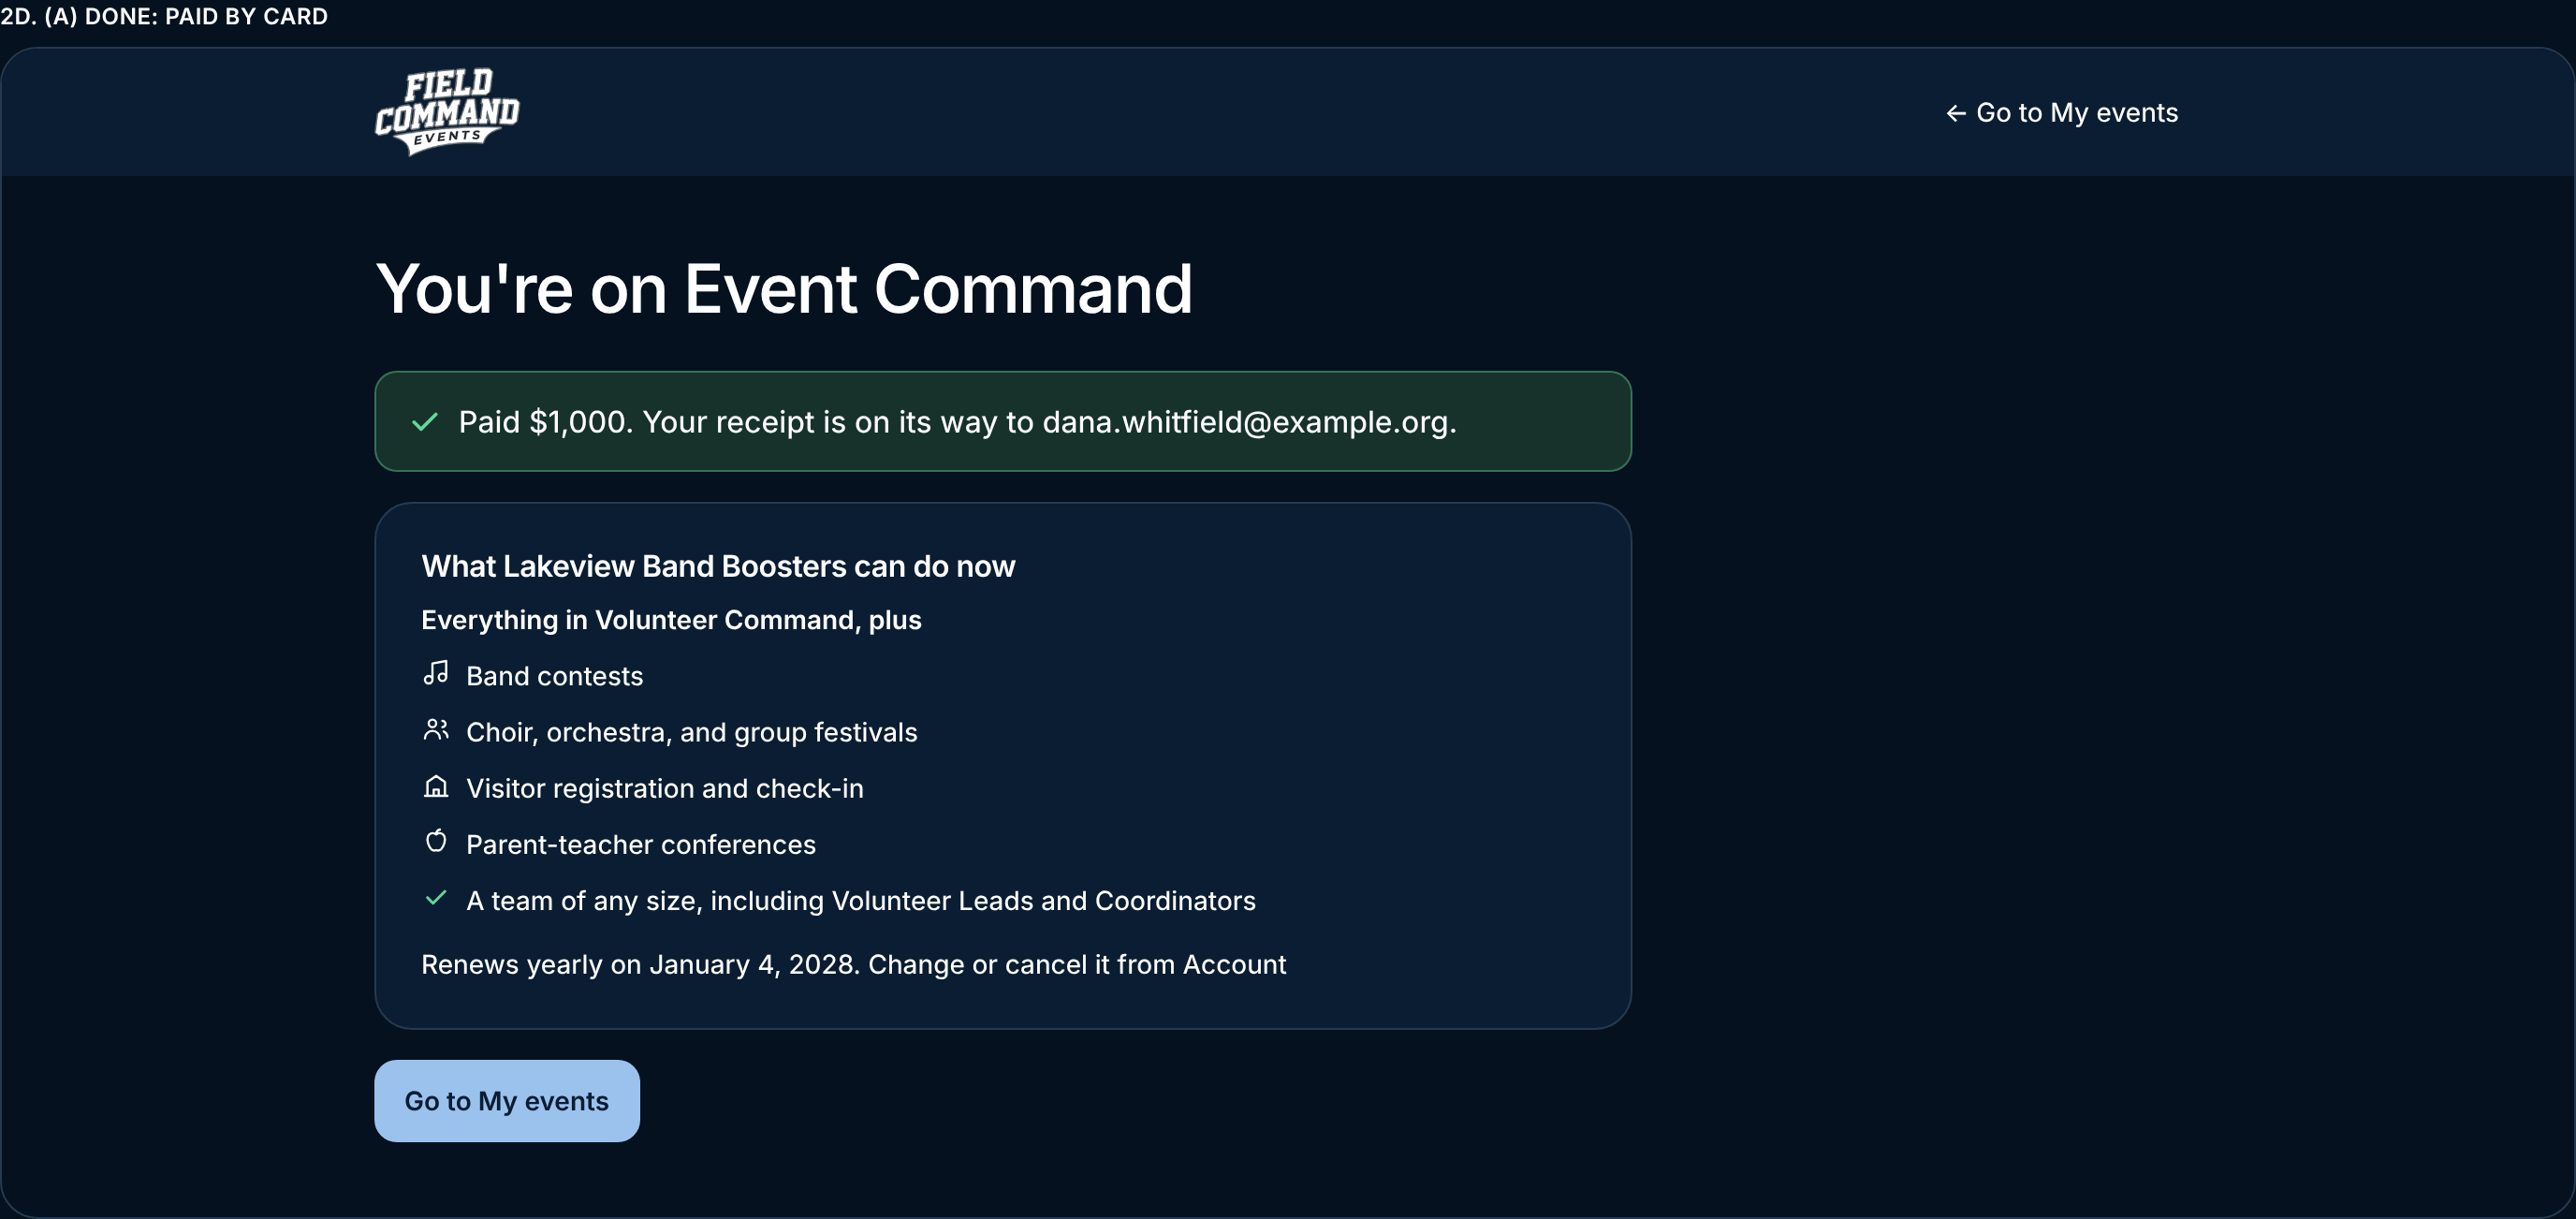 2D. (A) DONE: PAID BY CARD
FIELD
COMMAND
EVENTS
← Go to My events
You're on Event Command
Paid $1,000. Your receipt is on its way to dana.whitfield@example.org.
What Lakeview Band Boosters can do now
Everything in Volunteer Command, plus
Band contests
Choir, orchestra, and group festivals
Visitor registration and check-in
Parent-teacher conferences
A team of any size, including Volunteer Leads and Coordinators
Renews yearly on January 4, 2028. Change or cancel it from Account
Go to My events